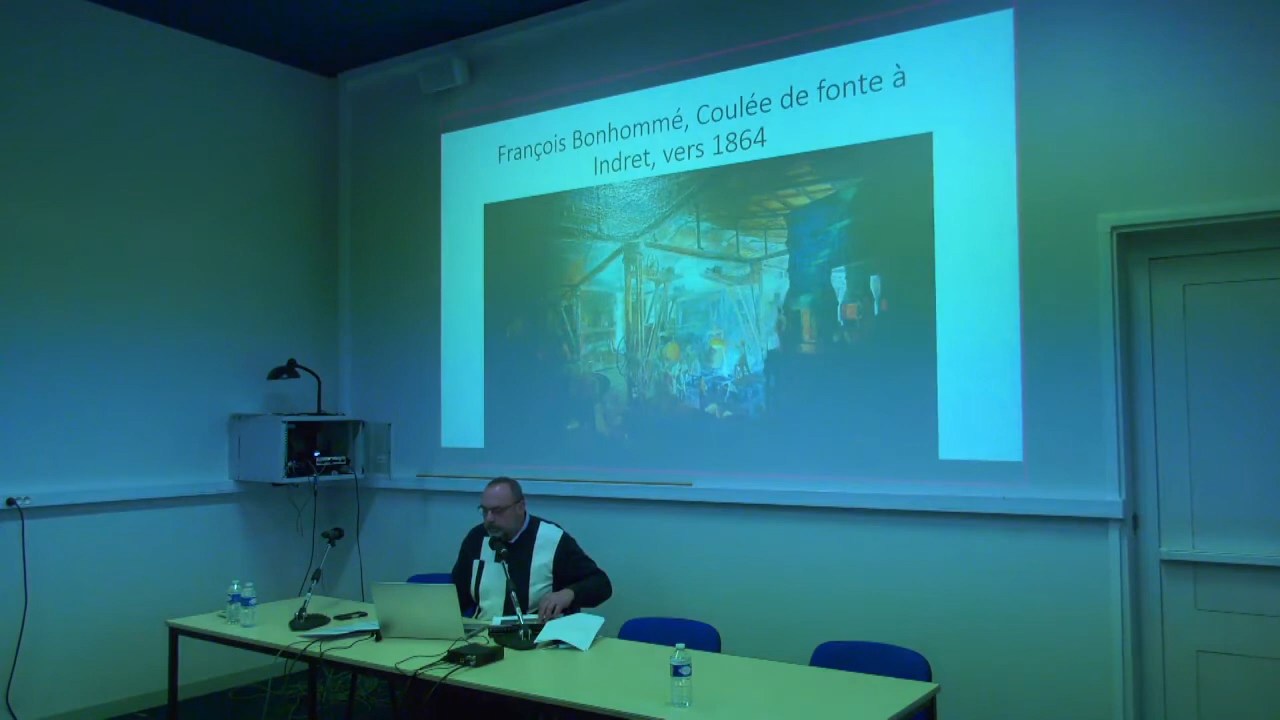 François Bonhommé, Coulée de fonte à
Indret, vers 1864